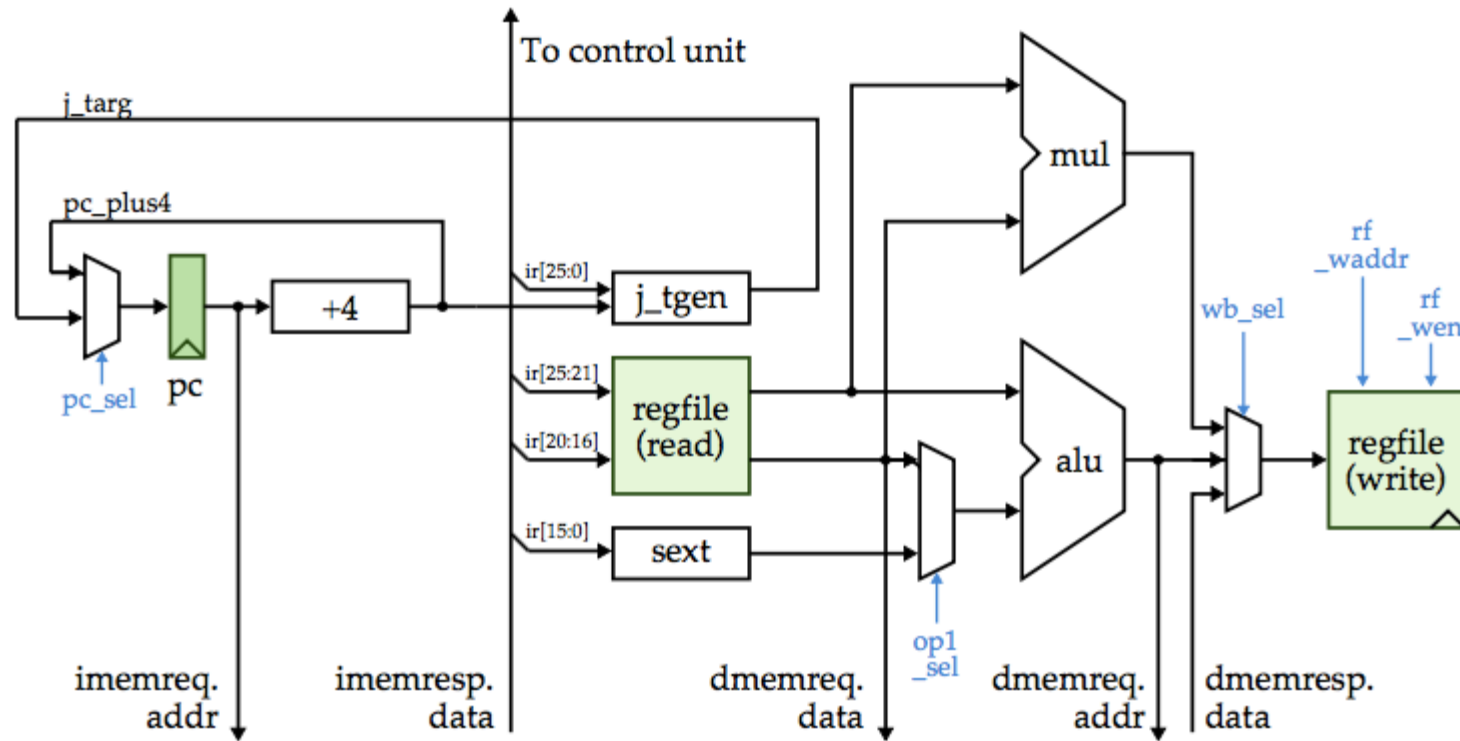 To control unit
j_targ
pc_plus4
mul
rf
_waddr
rf
_wen
wb_sel
ir[25:0]
j_tgen
+4
pc_sel
pc
ir[25:21]
ir[20:16]
regfile
(read)
alu
regfile
(write)
ir[15:0]
sext
op1
_sel
imemreq.
addr
imemresp.
data
dmemreq.
data
dmemreq.
addr
dmemresp.
data